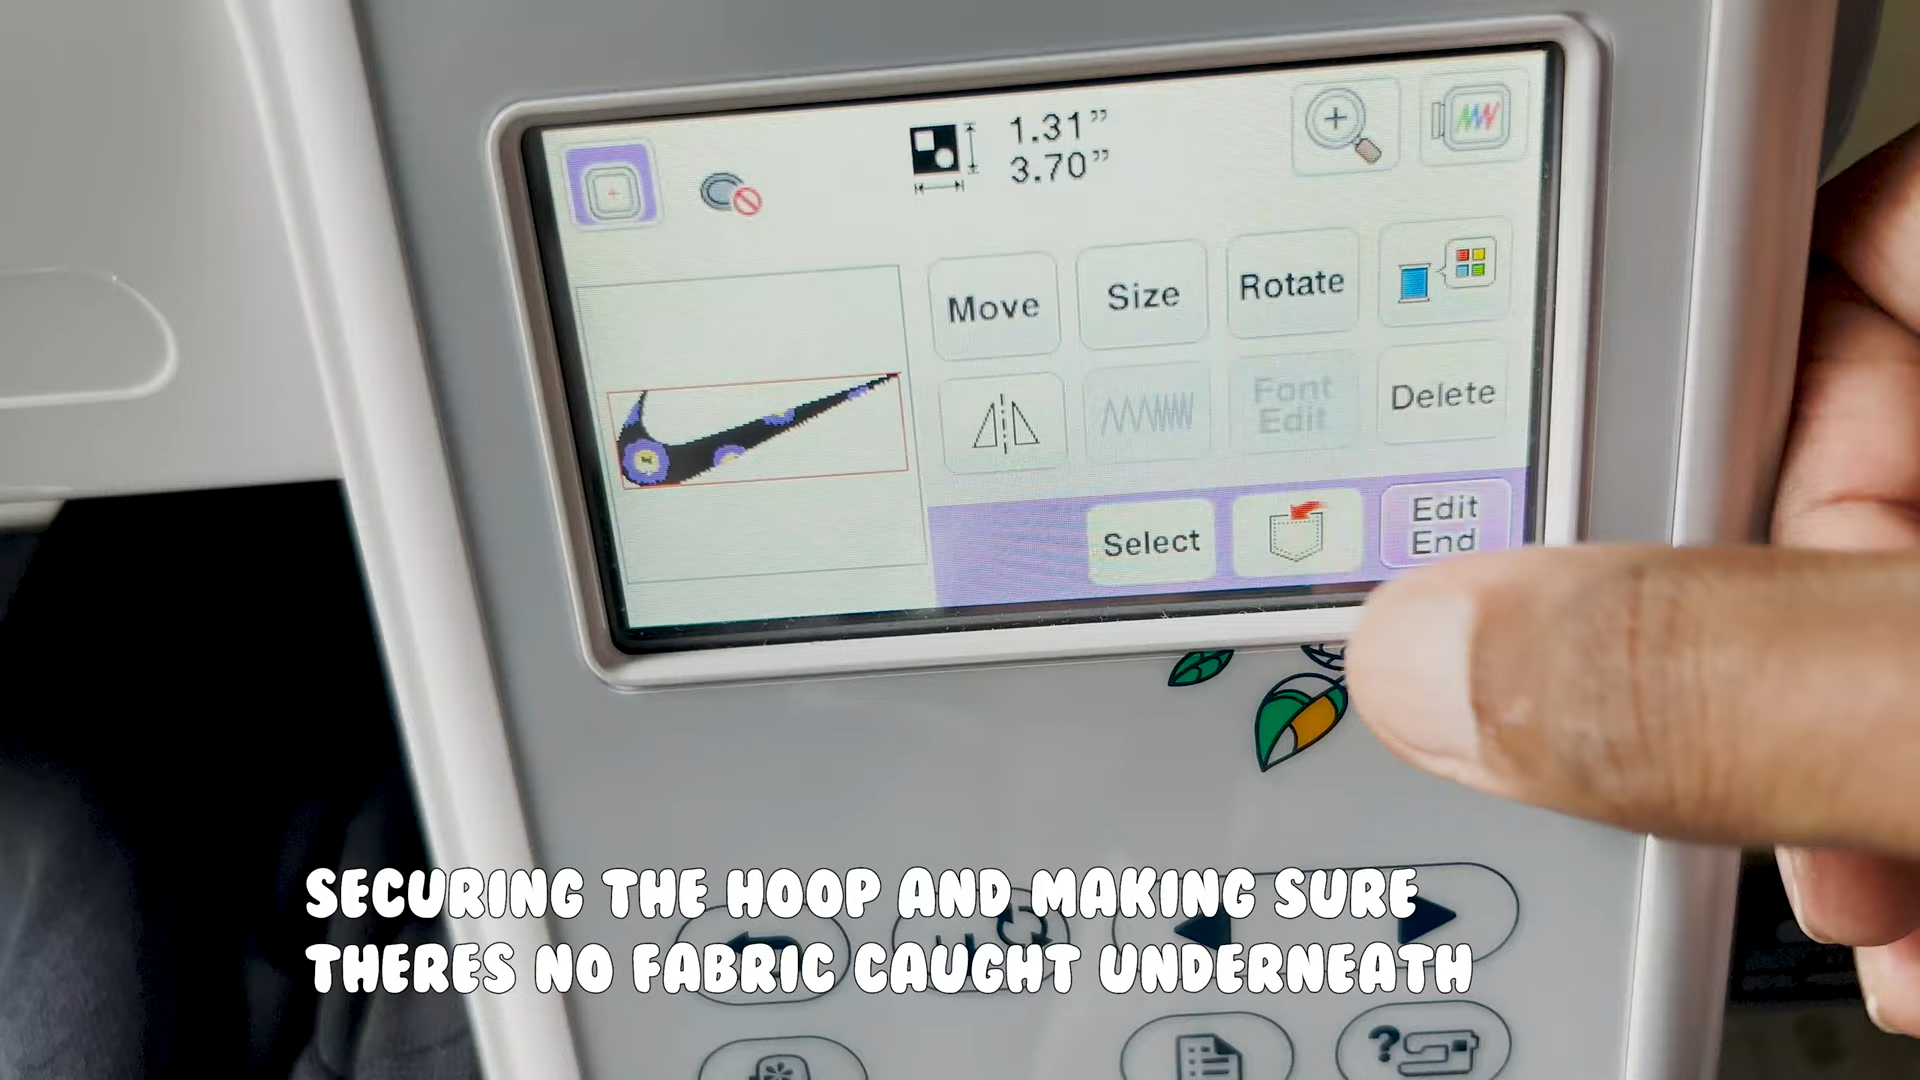 1.31"
3.70"
Move
Size
Rotate
Font
Edit
Delete
Select
Edit
End
SECURING THE HOOP AND MAKING SURE
THERES NO FABRIC CAUGHT UNDERNEATH
?